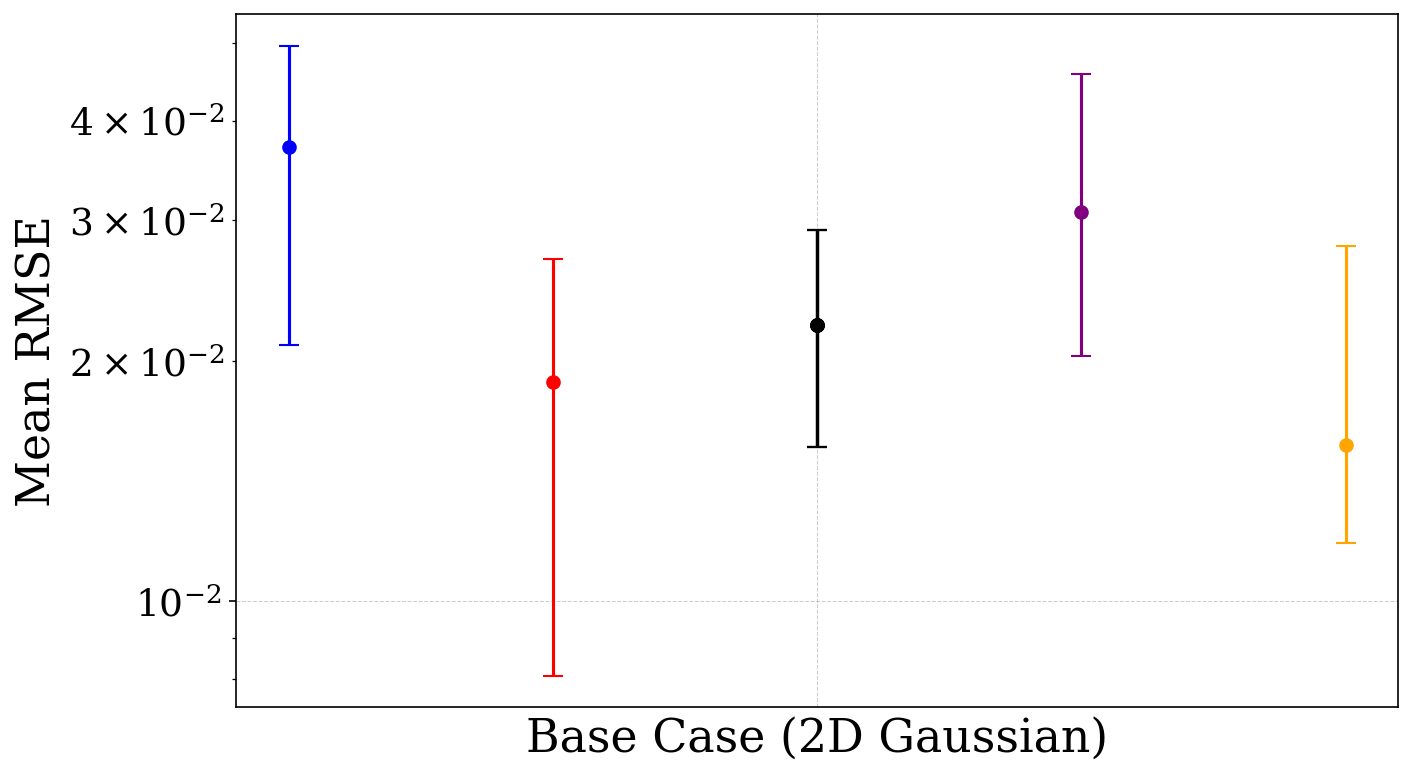 Mean RMSE
4 × 10⁻²
3 × 10⁻²
2 × 10⁻²
10⁻²
Base Case (2D Gaussian)